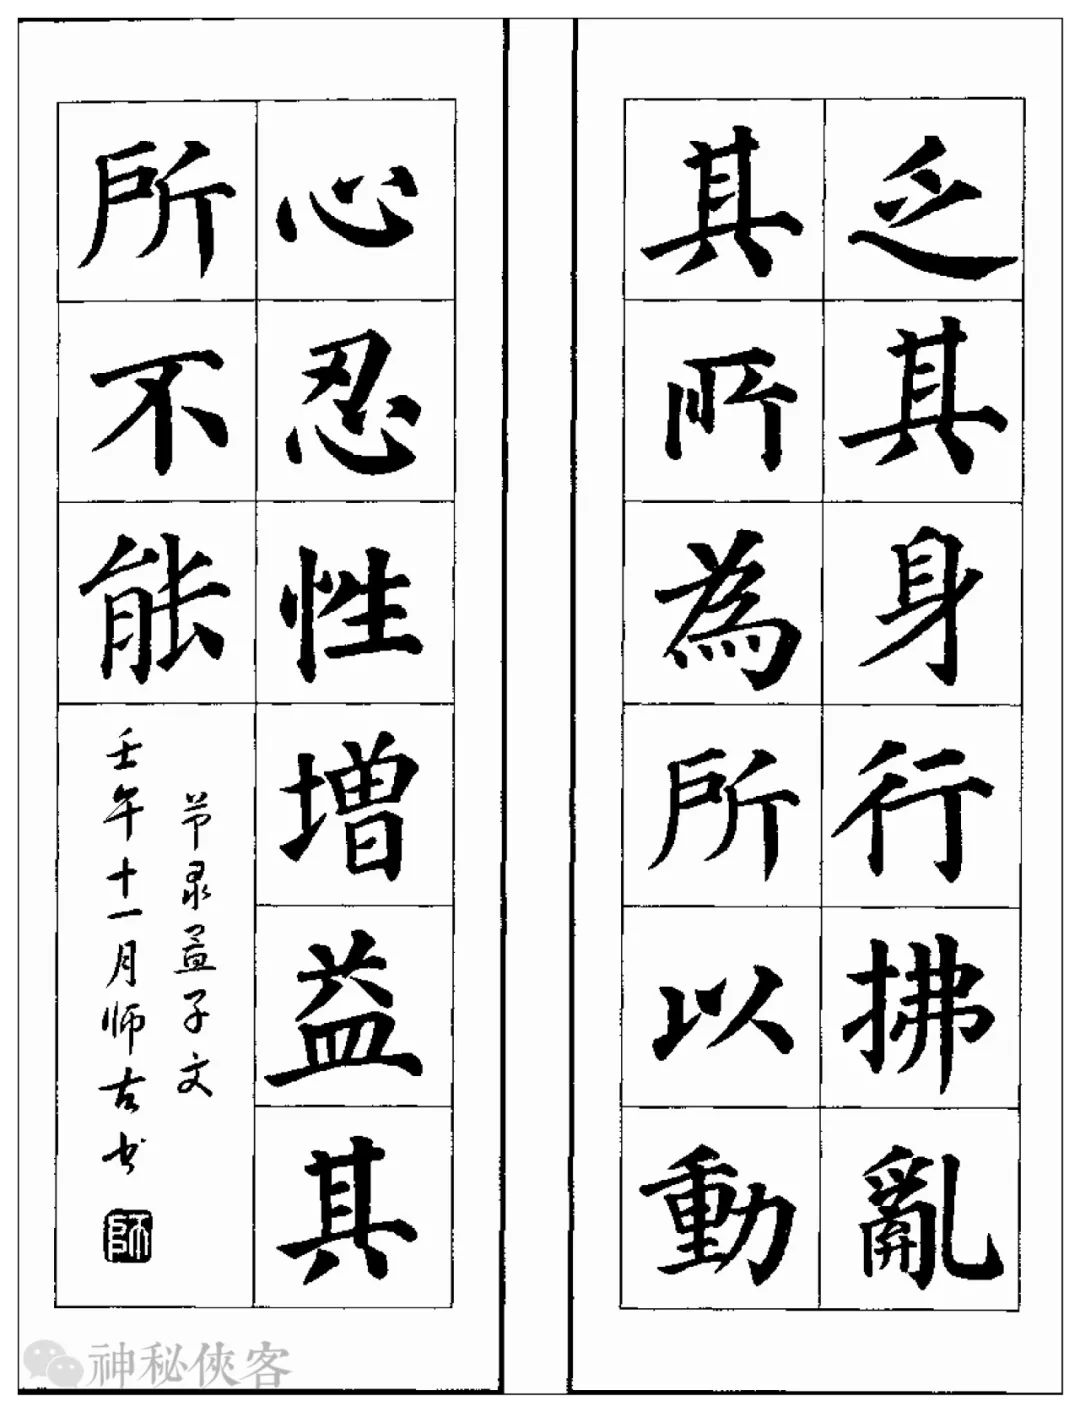 乏其身行拂亂
其所為所以動
心忍性增益其
所不能
节录孟子文
壬午十一月师古书
师
神秘侠客